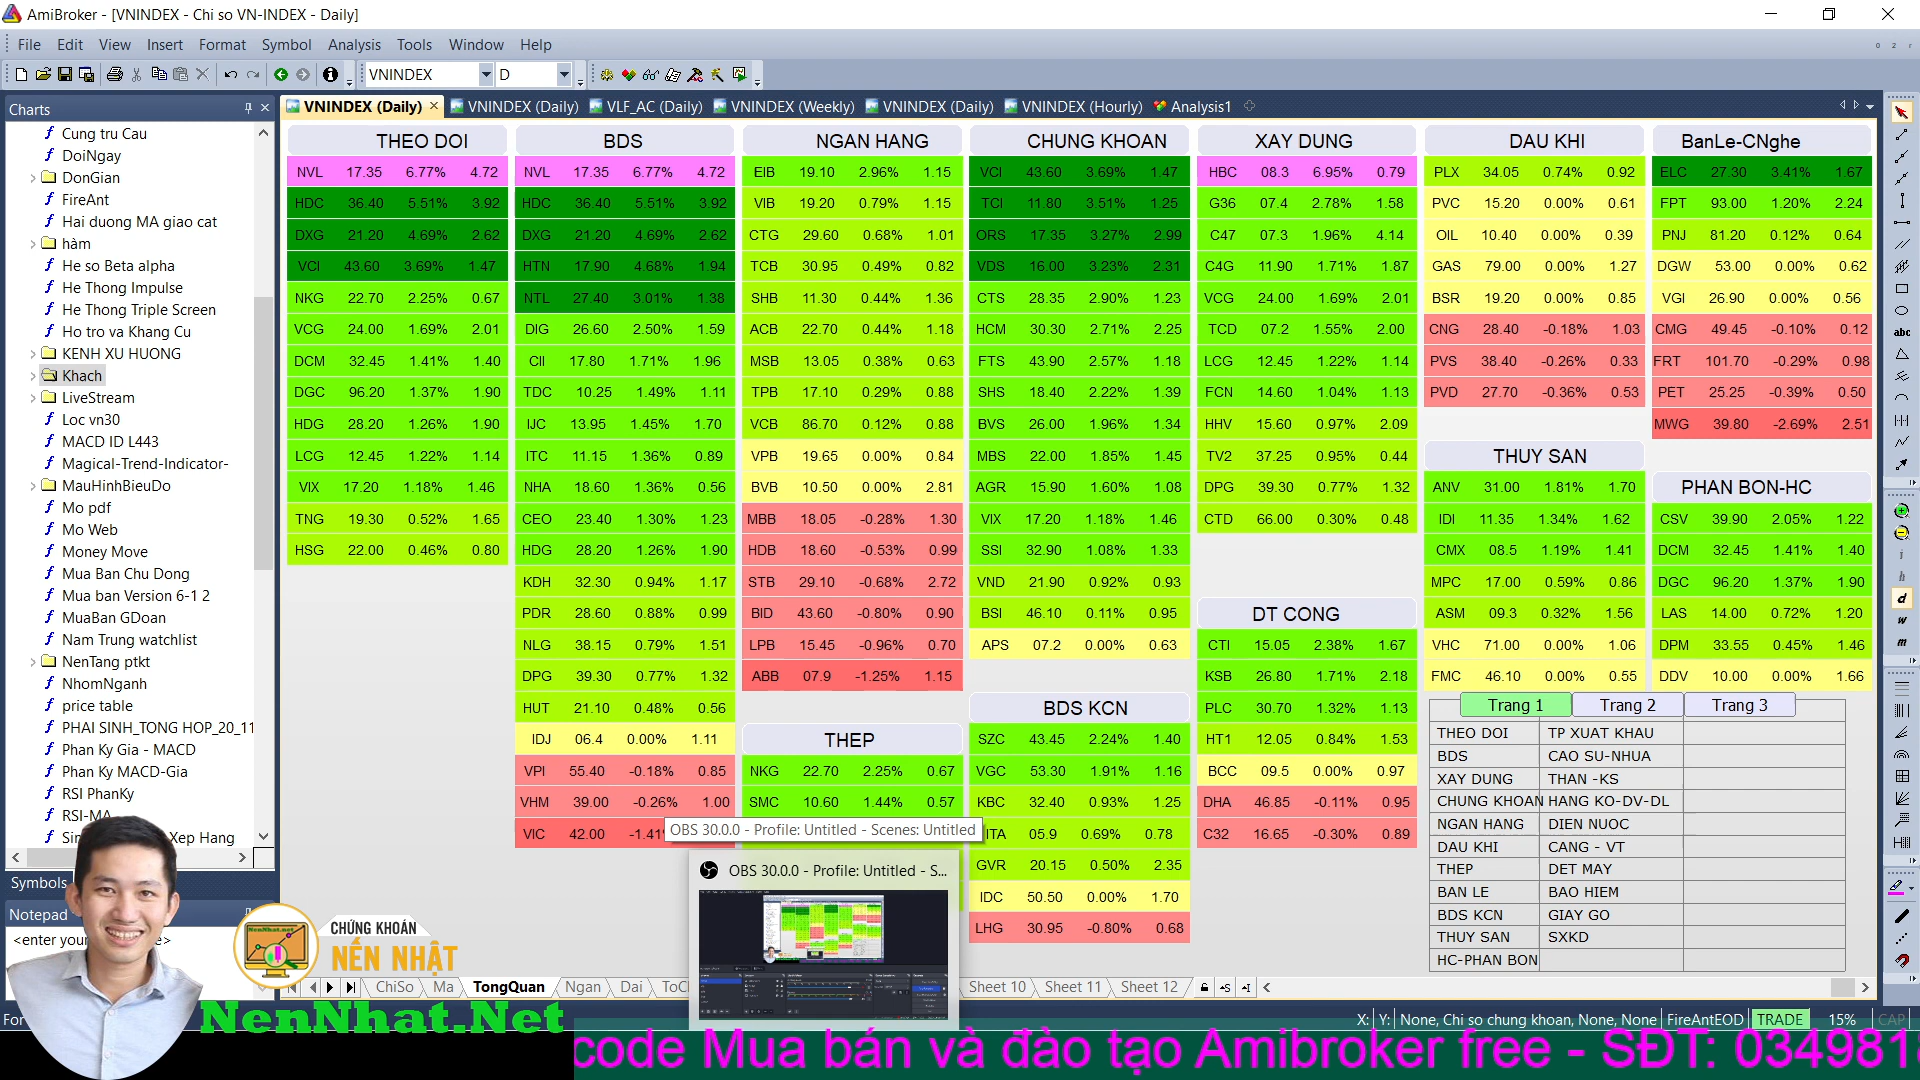 AmiBroker - [VNINDEX - Chi so VN-INDEX - Daily]
File Edit View Insert Format Symbol Analysis Tools Window Help
VNINDEX D
Charts
VNINDEX (Daily) VNINDEX (Daily) VLF_AC (Daily) VNINDEX (Weekly) VNINDEX (Daily) VNINDEX (Hourly) Analysis1
Cung tru Cau
DoiNgay
DonGian
FireAnt
Hai duong MA giao cat
hàm
He so Beta alpha
He Thong Impulse
He Thong Triple Screen
Ho tro va Khang Cu
KENH XU HUONG
Khach
LiveStream
Loc vn30
MACD ID L443
Magical-Trend-Indicator-
MauHinhBieuDo
Mo pdf
Mo Web
Money Move
Mua Ban Chu Dong
Mua ban Version 6-1 2
MuaBan GDoan
Nam Trung watchlist
NenTang ptkt
NhomNganh
price table
PHAI SINH_TONG HOP_20_11
Phan Ky Gia - MACD
Phan Ky MACD-Gia
RSI PhanKy
RSI-MA
Xep Hang
Symbols
Notepad
<enter your
THEO DOI
NVL 17.35 6.77% 4.72
HDC 36.40 5.51% 3.92
DXG 21.20 4.69% 2.62
VCI 43.60 3.69% 1.47
NKG 22.70 2.25% 0.67
VCG 24.00 1.69% 2.01
DCM 32.45 1.41% 1.40
DGC 96.20 1.37% 1.90
HDG 28.20 1.26% 1.90
LCG 12.45 1.22% 1.14
VIX 17.20 1.18% 1.46
TNG 19.30 0.52% 1.65
HSG 22.00 0.46% 0.80
BDS
NVL 17.35 6.77% 4.72
HDC 36.40 5.51% 3.92
DXG 21.20 4.69% 2.62
HTN 17.90 4.68% 1.94
NTL 27.40 3.01% 1.38
DIG 26.60 2.50% 1.59
CII 17.80 1.71% 1.96
TDC 10.25 1.49% 1.11
IJC 13.95 1.45% 1.70
ITC 11.15 1.36% 0.89
NHA 18.60 1.36% 0.56
CEO 23.40 1.30% 1.23
HDG 28.20 1.26% 1.90
KDH 32.30 0.94% 1.17
PDR 28.60 0.88% 0.99
NLG 38.15 0.79% 1.51
DPG 39.30 0.77% 1.32
HUT 21.10 0.48% 0.56
IDJ 06.4 0.00% 1.11
VPI 55.40 -0.18% 0.85
VHM 39.00 -0.26% 1.00
VIC 42.00 -1.41%
NGAN HANG
EIB 19.10 2.96% 1.15
VIB 19.20 0.79% 1.15
CTG 29.60 0.68% 1.01
TCB 30.95 0.49% 0.82
SHB 11.30 0.44% 1.36
ACB 22.70 0.44% 1.18
MSB 13.05 0.38% 0.63
TPB 17.10 0.29% 0.88
VCB 86.70 0.12% 0.88
VPB 19.65 0.00% 0.84
BVB 10.50 0.00% 2.81
MBB 18.05 -0.28% 1.30
HDB 18.60 -0.53% 0.99
STB 29.10 -0.68% 2.72
BID 43.60 -0.80% 0.90
LPB 15.45 -0.96% 0.70
ABB 07.9 -1.25% 1.15
THEP
NKG 22.70 2.25% 0.67
SMC 10.60 1.44% 0.57
CHUNG KHOAN
VCI 43.60 3.69% 1.47
TCI 11.80 3.51% 1.25
ORS 17.35 3.27% 2.99
VDS 16.00 3.23% 2.31
CTS 28.35 2.90% 1.23
HCM 30.30 2.71% 2.25
FTS 43.90 2.57% 1.18
SHS 18.40 2.22% 1.39
BVS 26.00 1.96% 1.34
MBS 22.00 1.85% 1.45
AGR 15.90 1.60% 1.08
VIX 17.20 1.18% 1.46
SSI 32.90 1.08% 1.33
VND 21.90 0.92% 0.93
BSI 46.10 0.11% 0.95
APS 07.2 0.00% 0.63
BDS KCN
SZC 43.45 2.24% 1.40
VGC 53.30 1.91% 1.16
KBC 32.40 0.93% 1.25
ITA 05.9 0.69% 0.78
GVR 20.15 0.50% 2.35
IDC 50.50 0.00% 1.70
LHG 30.95 -0.80% 0.68
XAY DUNG
HBC 08.3 6.95% 0.79
G36 07.4 2.78% 1.58
C47 07.3 1.96% 4.14
C4G 11.90 1.71% 1.87
VCG 24.00 1.69% 2.01
TCD 07.2 1.55% 2.00
LCG 12.45 1.22% 1.14
FCN 14.60 1.04% 1.13
HHV 15.60 0.97% 2.09
TV2 37.25 0.95% 0.44
DPG 39.30 0.77% 1.32
CTD 66.00 0.30% 0.48
DT CONG
CTI 15.05 2.38% 1.67
KSB 26.80 1.71% 2.18
PLC 30.70 1.32% 1.13
HT1 12.05 0.84% 1.53
BCC 09.5 0.00% 0.97
DHA 46.85 -0.11% 0.95
C32 16.65 -0.30% 0.89
DAU KHI
PLX 34.05 0.74% 0.92
PVC 15.20 0.00% 0.61
OIL 10.40 0.00% 0.39
GAS 79.00 0.00% 1.27
BSR 19.20 0.00% 0.85
CNG 28.40 -0.18% 1.03
PVS 38.40 -0.26% 0.33
PVD 27.70 -0.36% 0.53
THUY SAN
ANV 31.00 1.81% 1.70
IDI 11.35 1.34% 1.62
CMX 08.5 1.19% 1.41
MPC 17.00 0.59% 0.86
ASM 09.3 0.32% 1.56
VHC 71.00 0.00% 1.06
FMC 46.10 0.00% 0.55
BanLe-CNghe
ELC 27.30 3.41% 1.67
FPT 93.00 1.20% 2.24
PNJ 81.20 0.12% 0.64
DGW 53.00 0.00% 0.62
VGI 26.90 0.00% 0.56
CMG 49.45 -0.10% 0.12
FRT 101.70 -0.29% 0.98
PET 25.25 -0.39% 0.50
MWG 39.80 -2.69% 2.51
PHAN BON-HC
CSV 39.90 2.05% 1.22
DCM 32.45 1.41% 1.40
DGC 96.20 1.37% 1.90
LAS 14.00 0.72% 1.20
DPM 33.55 0.45% 1.46
DDV 10.00 0.00% 1.66
Trang 1 Trang 2 Trang 3
THEO DOI TP XUAT KHAU
BDS CAO SU-NHUA
XAY DUNG THAN -KS
CHUNG KHOAN HANG KO-DV-DL
NGAN HANG DIEN NUOC
DAU KHI CANG - VT
THEP DET MAY
BAN LE BAO HIEM
BDS KCN GIAY GO
THUY SAN SXKD
HC-PHAN BON
OBS 30.0.0 - Profile: Untitled - Scenes: Untitled
OBS 30.0.0 - Profile: Untitled - S...
CHỨNG KHOÁN
NẾN NHẬT
NenNhat.net
ChiSo Ma TongQuan Ngan Dai Sheet 10 Sheet 11 Sheet 12
NenNhat.Net
For
X: Y: None, Chi so chung khoan, None, None FireAntEOD TRADE 15% CAP
code Mua bán và đào tạo Amibroker free - SĐT: 034981
abc
i
h
d
w
m